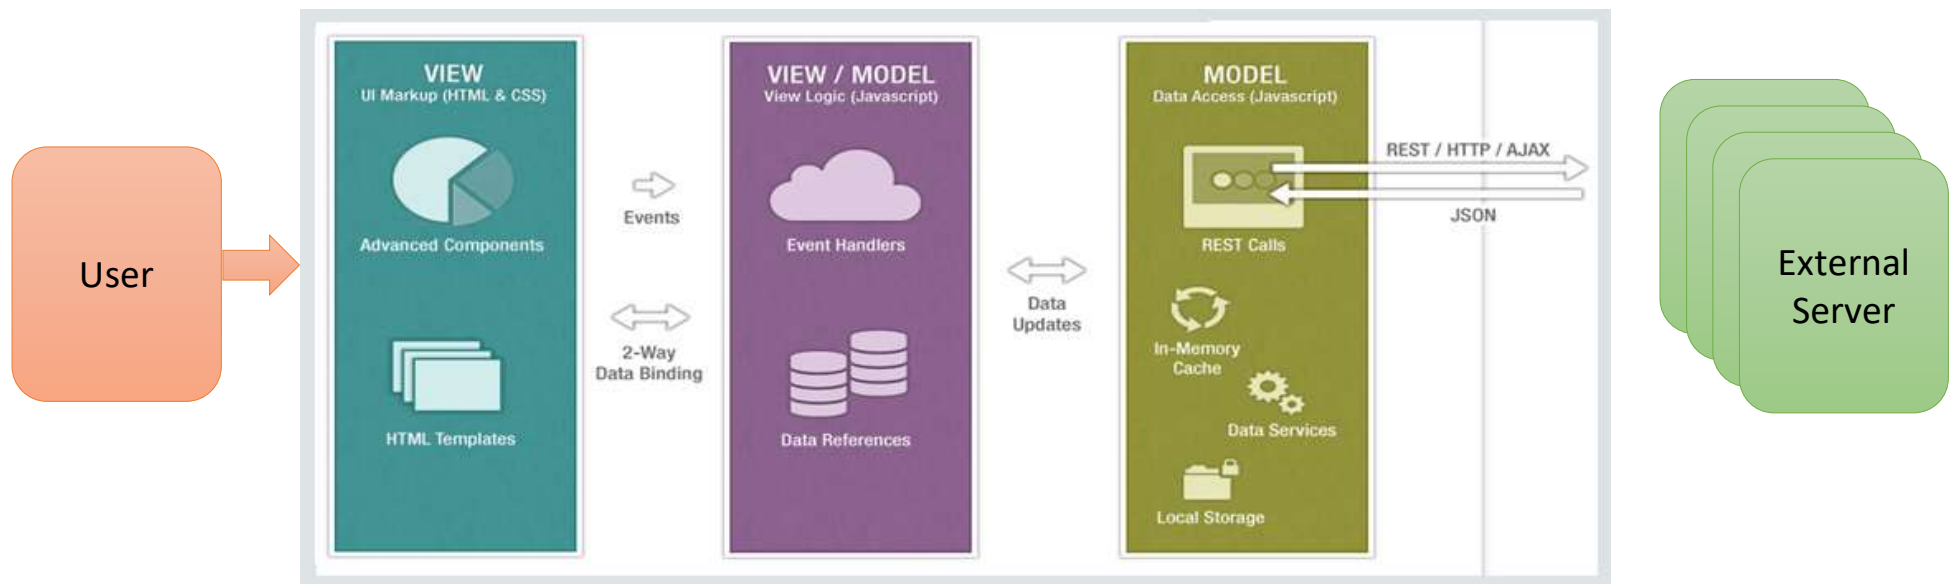 User
VIEW
UI Markup (HTML & CSS)
Advanced Components
HTML Templates
Events
2-Way
Data Binding
VIEW / MODEL
View Logic (Javascript)
Event Handlers
Data References
Data
Updates
MODEL
Data Access (Javascript)
REST Calls
In-Memory
Cache
Data Services
Local Storage
REST / HTTP / AJAX
JSON
External
Server